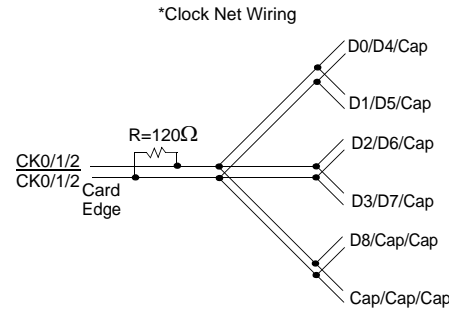 *Clock Net Wiring
D0/D4/Cap
D1/D5/Cap
R=120Ω
D2/D6/Cap
CK0/1/2
CK0/1/2
Card
Edge
D3/D7/Cap
D8/Cap/Cap
Cap/Cap/Cap